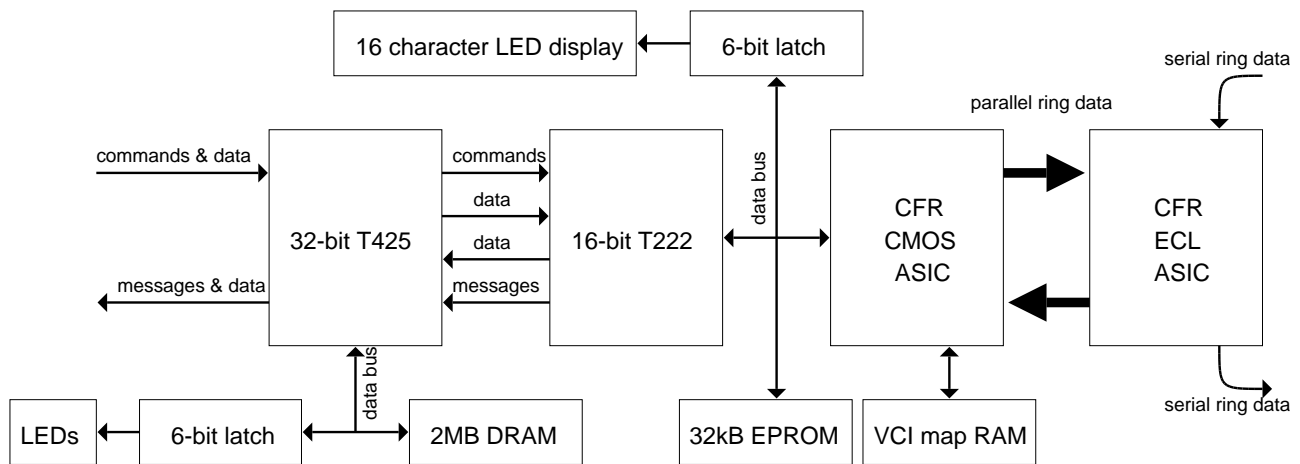 16 character LED display
6-bit latch
serial ring data
parallel ring data
commands & data
commands
data
data
messages & data
messages
32-bit T425
16-bit T222
data bus
CFR
CMOS
ASIC
CFR
ECL
ASIC
data bus
LEDs
6-bit latch
2MB DRAM
32kB EPROM
VCI map RAM
serial ring data